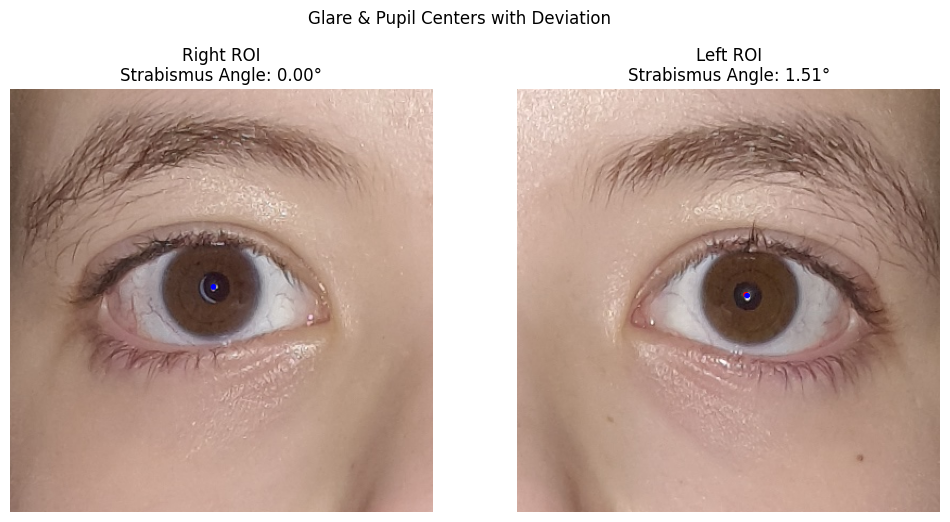 Glare & Pupil Centers with Deviation
Right ROI
Strabismus Angle: 0.00°
Left ROI
Strabismus Angle: 1.51°